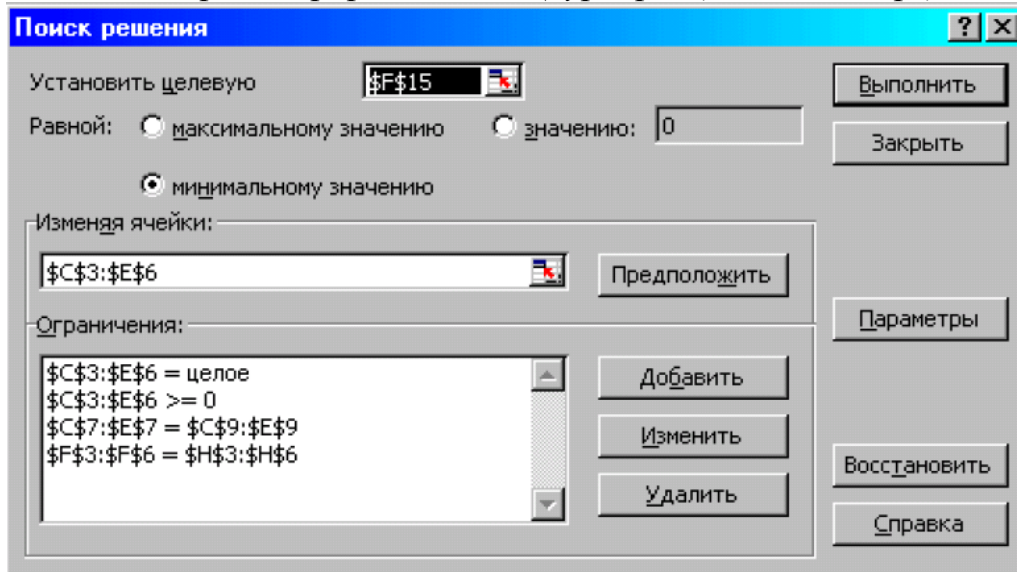 Поиск решения
Установить целевую $F$15
Выполнить
Равной: максимальному значению значению: 0
Закрыть
минимальному значению
Изменяя ячейки:
$C$3:$E$6 Предположить
Параметры
Ограничения:
$C$3:$E$6 = целое
$C$3:$E$6 >= 0
$C$7:$E$7 = $C$9:$E$9
$F$3:$F$6 = $H$3:$H$6
Добавить
Изменить
Удалить
Восстановить
Справка